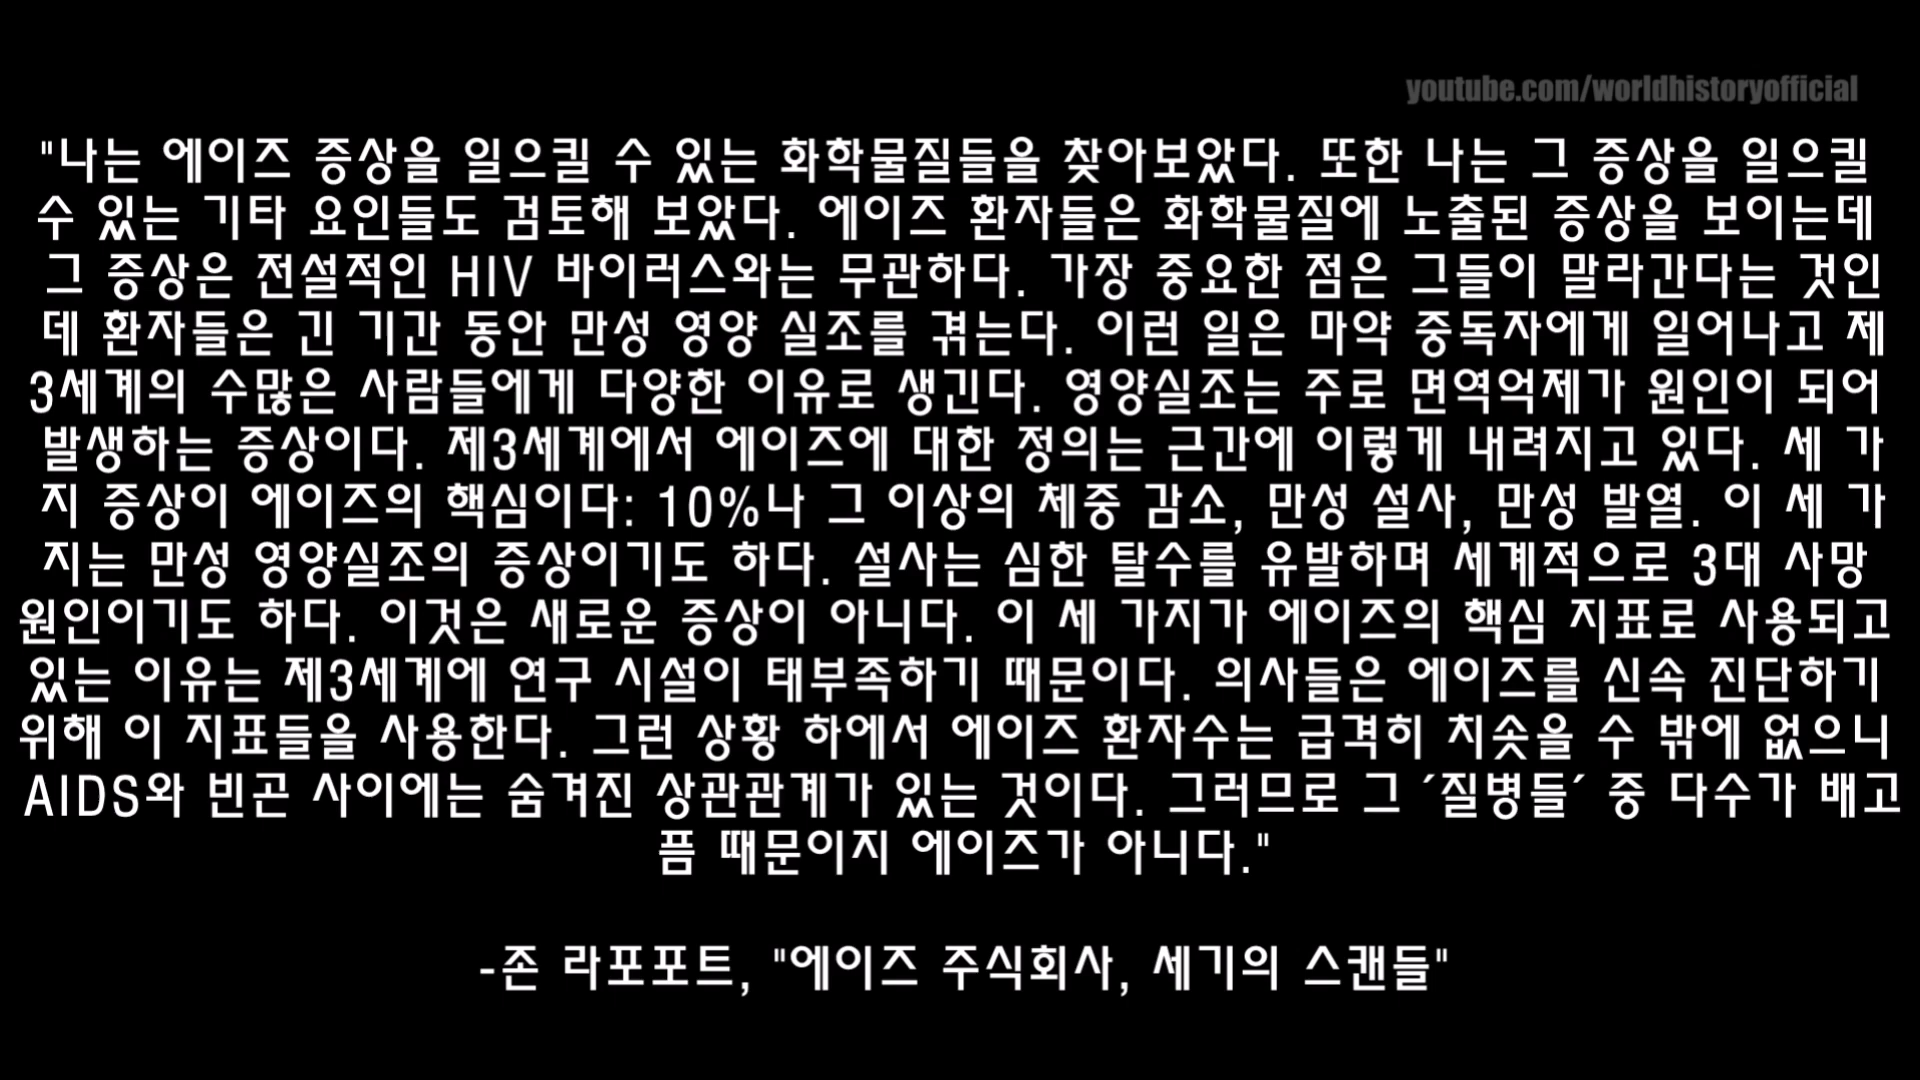 youtube.com/worldhistoryofficial
"나는 에이즈 증상을 일으킬 수 있는 화학물질들을 찾아보았다. 또한 나는 그 증상을 일으킬
수 있는 기타 요인들도 검토해 보았다. 에이즈 환자들은 화학물질에 노출된 증상을 보이는데
그 증상은 전설적인 HIV 바이러스와는 무관하다. 가장 중요한 점은 그들이 말라간다는 것인
데 환자들은 긴 기간 동안 만성 영양 실조를 겪는다. 이런 일은 마약 중독자에게 일어나고 제
3세계의 수많은 사람들에게 다양한 이유로 생긴다. 영양실조는 주로 면역억제가 원인이 되어
발생하는 증상이다. 제3세계에서 에이즈에 대한 정의는 근간에 이렇게 내려지고 있다. 세 가
지 증상이 에이즈의 핵심이다: 10%나 그 이상의 체중 감소, 만성 설사, 만성 발열. 이 세 가
지는 만성 영양실조의 증상이기도 하다. 설사는 심한 탈수를 유발하며 세계적으로 3대 사망
원인이기도 하다. 이것은 새로운 증상이 아니다. 이 세 가지가 에이즈의 핵심 지표로 사용되고
있는 이유는 제3세계에 연구 시설이 태부족하기 때문이다. 의사들은 에이즈를 신속 진단하기
위해 이 지표들을 사용한다. 그런 상황 하에서 에이즈 환자수는 급격히 치솟을 수 밖에 없으니
AIDS와 빈곤 사이에는 숨겨진 상관관계가 있는 것이다. 그러므로 그 ´질병들´ 중 다수가 배고
픔 때문이지 에이즈가 아니다."
-존 라포포트, "에이즈 주식회사, 세기의 스캔들"